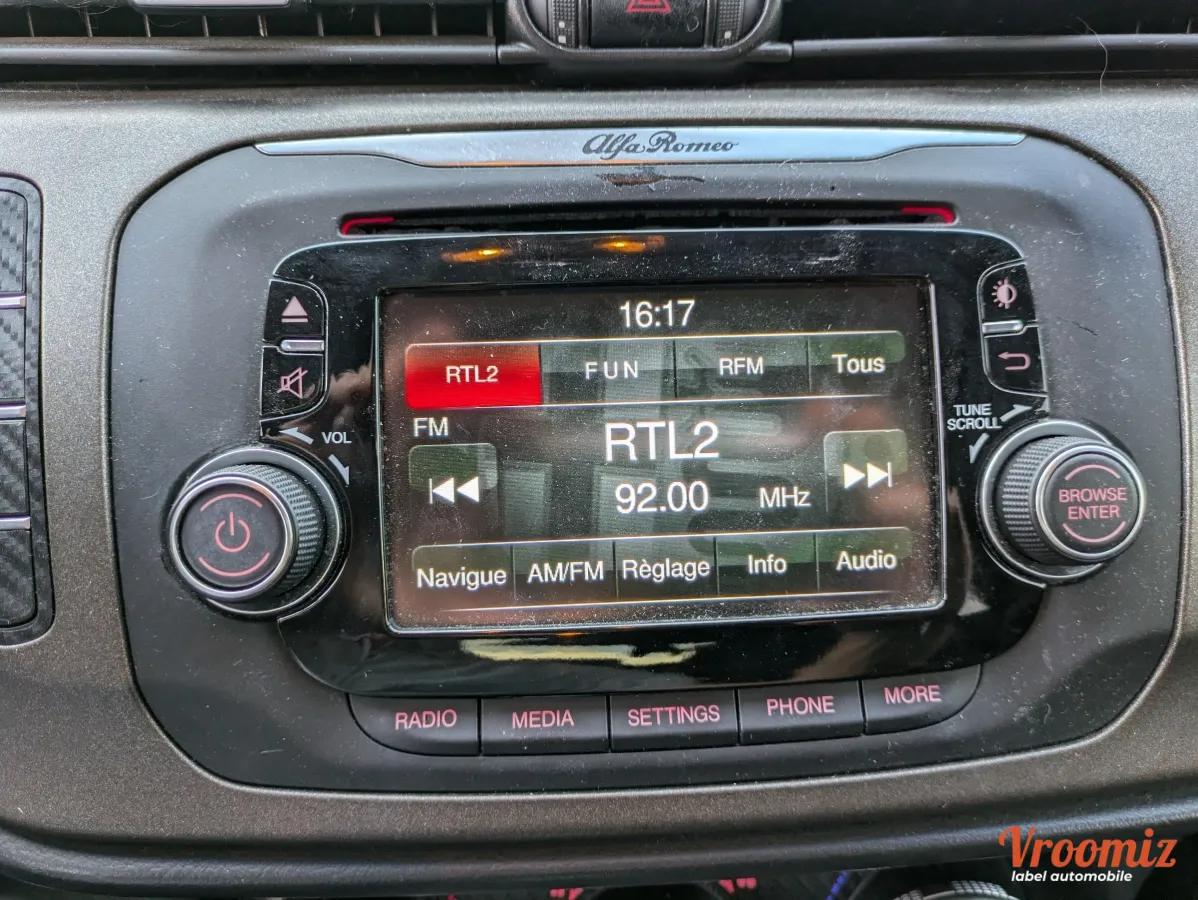 Alfa Romeo
16:17
RTL2 FUN RFM Tous
FM
RTL2
92.00 MHz
Navigue AM/FM Règlage Info Audio
VOL
TUNE
SCROLL
BROWSE
ENTER
RADIO MEDIA SETTINGS PHONE MORE
Vroomiz
label automobile